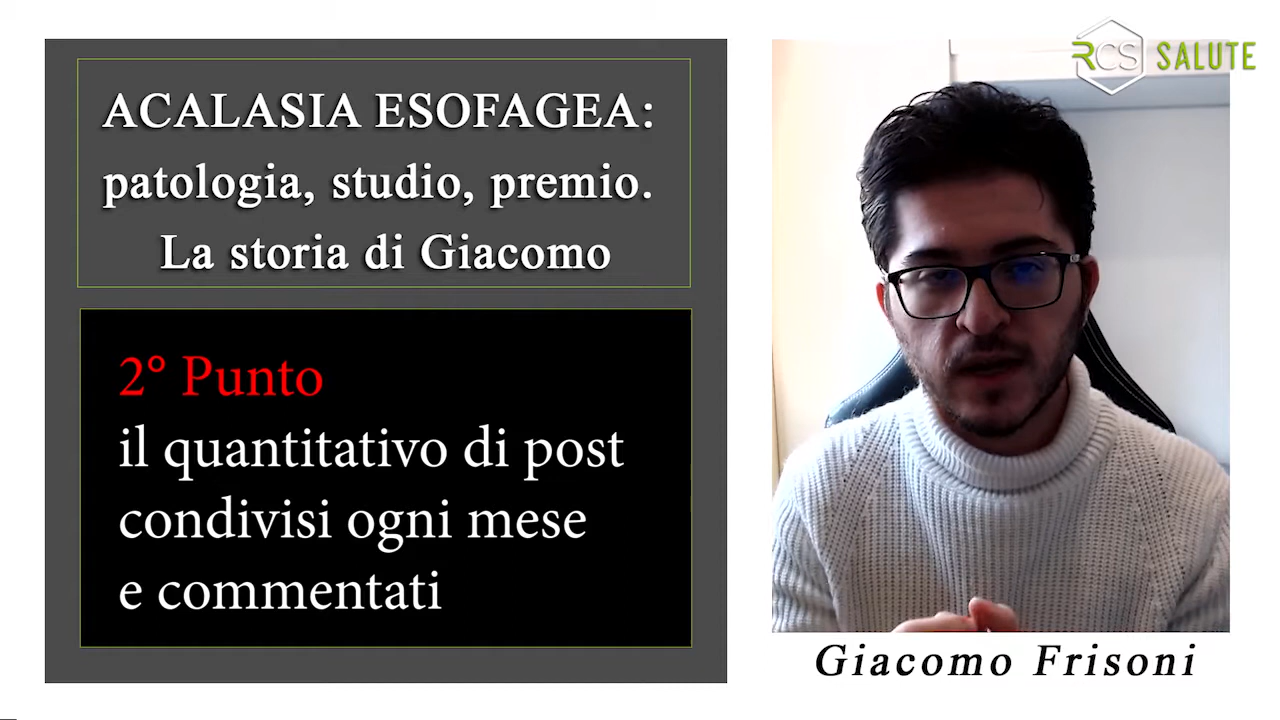 ACALASIA ESOFAGEA:
patologia, studio, premio.
La storia di Giacomo
2° Punto
il quantitativo di post
condivisi ogni mese
e commentati
RCS SALUTE
Giacomo Frisoni